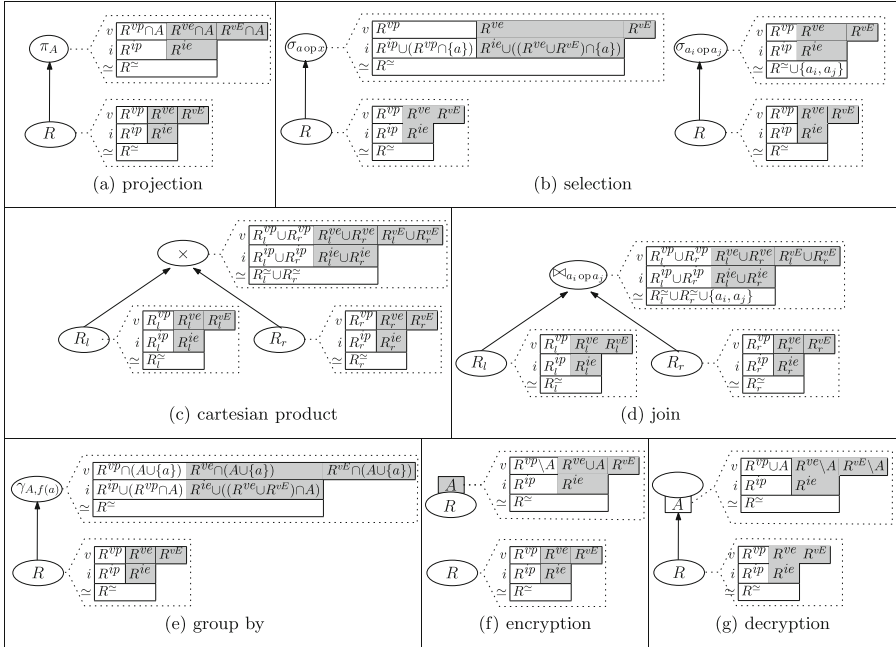 π_A
v R^vp∩A R^ve∩A R^vE∩A
i R^ip R^ie
≃ R^≃
R
v R^vp R^ve R^vE
i R^ip R^ie
≃ R^≃
(a) projection
σ_{a op x}
v R^vp R^ve R^vE
i R^ip∪(R^vp∩{a}) R^ie∪((R^ve∪R^vE)∩{a})
≃ R^≃
R
v R^vp R^ve R^vE
i R^ip R^ie
≃ R^≃
σ_{a_i op a_j}
v R^vp R^ve R^vE
i R^ip R^ie
≃ R^≃∪{a_i, a_j}
R
v R^vp R^ve R^vE
i R^ip R^ie
≃ R^≃
(b) selection
×
v R_l^vp∪R_r^vp R_l^ve∪R_r^ve R_l^vE∪R_r^vE
i R_l^ip∪R_r^ip R_l^ie∪R_r^ie
≃ R_l^≃∪R_r^≃
R_l
v R_l^vp R_l^ve R_l^vE
i R_l^ip R_l^ie
≃ R_l^≃
R_r
v R_r^vp R_r^ve R_r^vE
i R_r^ip R_r^ie
≃ R_r^≃
(c) cartesian product
⋈_{a_i op a_j}
v R_l^vp∪R_r^vp R_l^ve∪R_r^ve R_l^vE∪R_r^vE
i R_l^ip∪R_r^ip R_l^ie∪R_r^ie
≃ R_l^≃∪R_r^≃∪{a_i, a_j}
R_l
v R_l^vp R_l^ve R_l^vE
i R_l^ip R_l^ie
≃ R_l^≃
R_r
v R_r^vp R_r^ve R_r^vE
i R_r^ip R_r^ie
≃ R_r^≃
(d) join
γ_{A,f(a)}
v R^vp∩(A∪{a}) R^ve∩(A∪{a}) R^vE∩(A∪{a})
i R^ip∪(R^vp∩A) R^ie∪((R^ve∪R^vE)∩A)
≃ R^≃
R
v R^vp R^ve R^vE
i R^ip R^ie
≃ R^≃
(e) group by
A
R
v R^vp\A R^ve∪A R^vE
i R^ip R^ie
≃ R^≃
R
v R^vp R^ve R^vE
i R^ip R^ie
≃ R^≃
(f) encryption
A
v R^vp∪A R^ve\A R^vE\A
i R^ip R^ie
≃ R^≃
R
v R^vp R^ve R^vE
i R^ip R^ie
≃ R^≃
(g) decryption